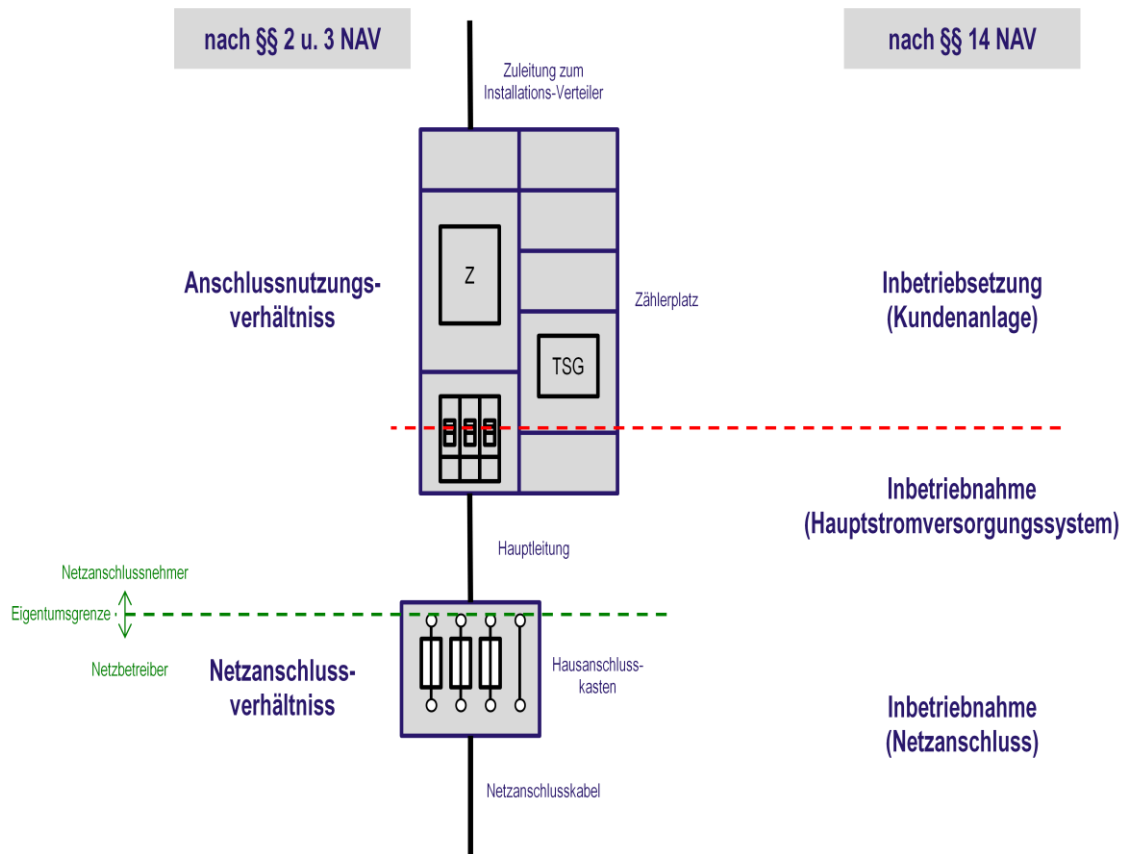 nach §§ 2 u. 3 NAV
nach §§ 14 NAV
Zuleitung zum
Installations-Verteiler
Anschlussnutzungs-
verhältniss
Z
TSG
Zählerplatz
Inbetriebsetzung
(Kundenanlage)
Inbetriebnahme
(Hauptstromversorgungssystem)
Hauptleitung
Netzanschlussnehmer
Eigentumsgrenze
Netzbetreiber
Netzanschluss-
verhältniss
Hausanschluss-
kasten
Inbetriebnahme
(Netzanschluss)
Netzanschlusskabel